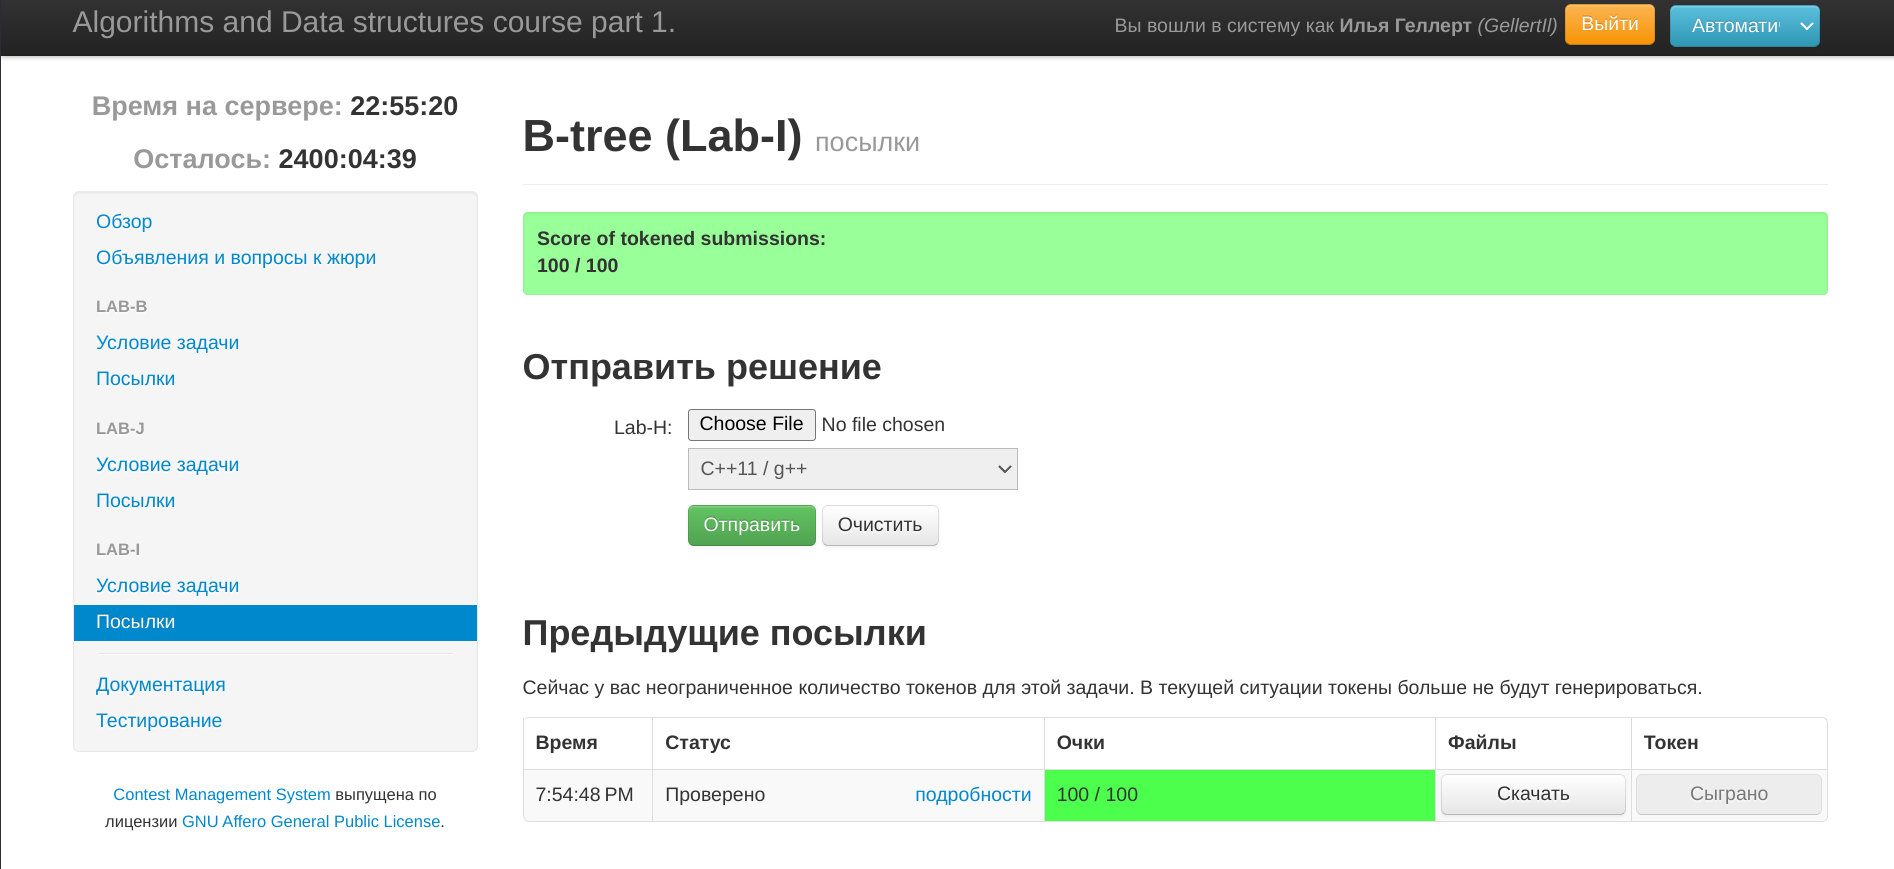 Algorithms and Data structures course part 1.
Вы вошли в систему как Илья Геллерт (GellertIl)
Выйти
Автомати
Время на сервере: 22:55:20
Осталось: 2400:04:39
Обзор
Объявления и вопросы к жюри
LAB-B
Условие задачи
Посылки
LAB-J
Условие задачи
Посылки
LAB-I
Условие задачи
Посылки
Документация
Тестирование
Contest Management System выпущена по
лицензии GNU Affero General Public License.
B-tree (Lab-I) посылки
Score of tokened submissions:
100 / 100
Отправить решение
Lab-H: Choose File No file chosen
C++11 / g++
Отправить Очистить
Предыдущие посылки
Сейчас у вас неограниченное количество токенов для этой задачи. В текущей ситуации токены больше не будут генерироваться.
Время Статус Очки Файлы Токен
7:54:48 PM Проверено подробности 100 / 100 Скачать Сыграно